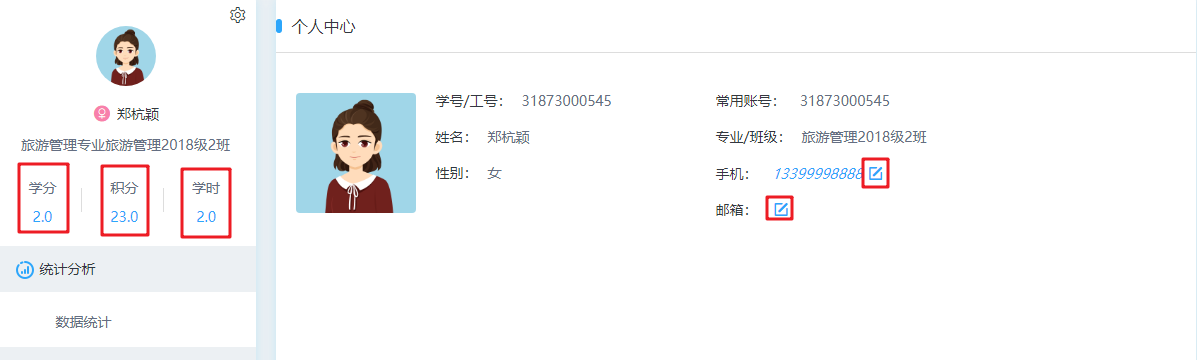 郑杭颖
旅游管理专业旅游管理2018级2班
学分 积分 学时
2.0 23.0 2.0
统计分析
数据统计
个人中心
学号/工号： 31873000545 常用账号： 31873000545
姓名： 郑杭颖 专业/班级： 旅游管理2018级2班
性别： 女 手机： 13399998888
邮箱：